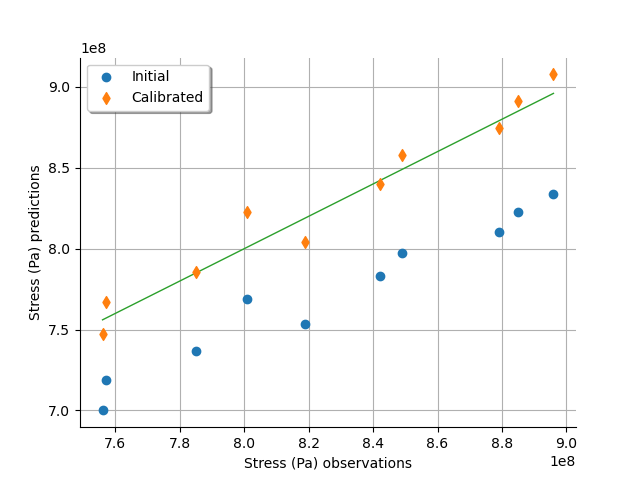 1e8
Initial
Calibrated
9.0
8.5
8.0
7.5
7.0
Stress (Pa) predictions
7.6 7.8 8.0 8.2 8.4 8.6 8.8 9.0
Stress (Pa) observations
1e8